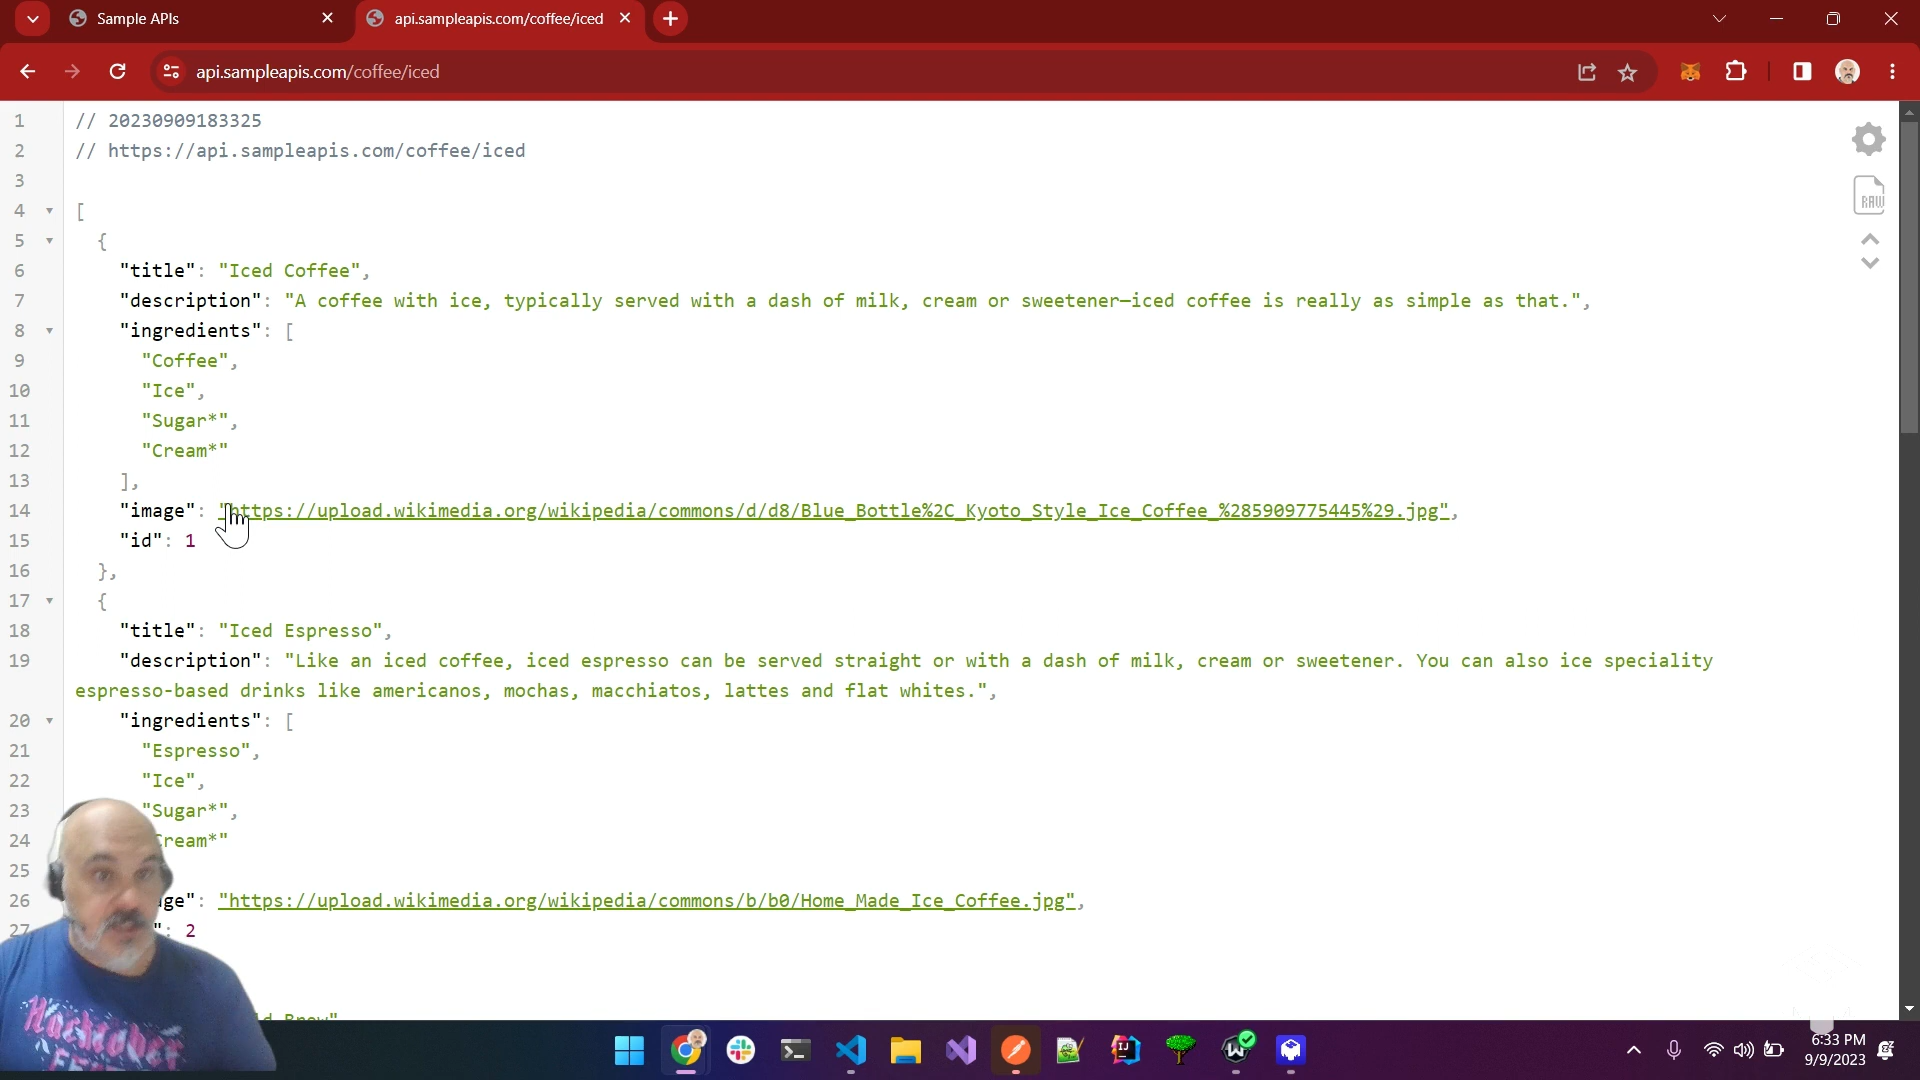 Sample APIs
api.sampleapis.com/coffee/iced
api.sampleapis.com/coffee/iced
1 // 20230909183325
2 // https://api.sampleapis.com/coffee/iced
3
4 [
5 {
6 "title": "Iced Coffee",
7 "description": "A coffee with ice, typically served with a dash of milk, cream or sweetener—iced coffee is really as simple as that.",
8 "ingredients": [
9 "Coffee",
10 "Ice",
11 "Sugar*",
12 "Cream*"
13 ],
14 "image": "https://upload.wikimedia.org/wikipedia/commons/d/d8/Blue_Bottle%2C_Kyoto_Style_Ice_Coffee_%285909775445%29.jpg",
15 "id": 1
16 },
17 {
18 "title": "Iced Espresso",
19 "description": "Like an iced coffee, iced espresso can be served straight or with a dash of milk, cream or sweetener. You can also ice speciality
espresso-based drinks like americanos, mochas, macchiatos, lattes and flat whites.",
20 "ingredients": [
21 "Espresso",
22 "Ice",
23 "Sugar*",
24 Cream*"
25
26 ge": "https://upload.wikimedia.org/wikipedia/commons/b/b0/Home_Made_Ice_Coffee.jpg",
27 ": 2
ld Brew"
RAW
Hacktober
6:33 PM
9/9/2023